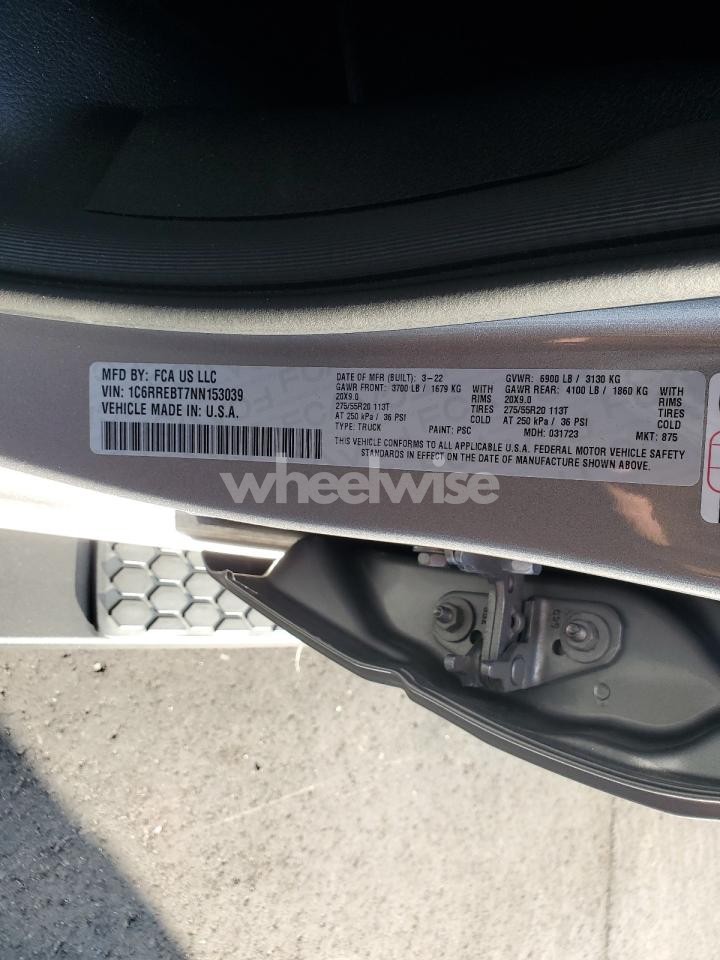 MFD BY: FCA US LLC
VIN: 1C6RREBT7NN153039
VEHICLE MADE IN U.S.A.
DATE OF MFR (BUILT): 3-22 GVWR: 6900 LB / 3130 KG
GAWR FRONT: 3700 LB / 1679 KG WITH GAWR REAR: 4100 LB / 1860 KG WITH
20X9.0 RIMS 20X9.0 RIMS
275/55R20 113T TIRES 275/55R20 113T TIRES
AT 250 kPa / 36 PSI COLD AT 250 kPa / 36 PSI COLD
TYPE: TRUCK PAINT: PSC MDH: 031723 MKT: 875
THIS VEHICLE CONFORMS TO ALL APPLICABLE U.S.A. FEDERAL MOTOR VEHICLE SAFETY
STANDARDS IN EFFECT ON THE DATE OF MANUFACTURE SHOWN ABOVE.
wheelwise